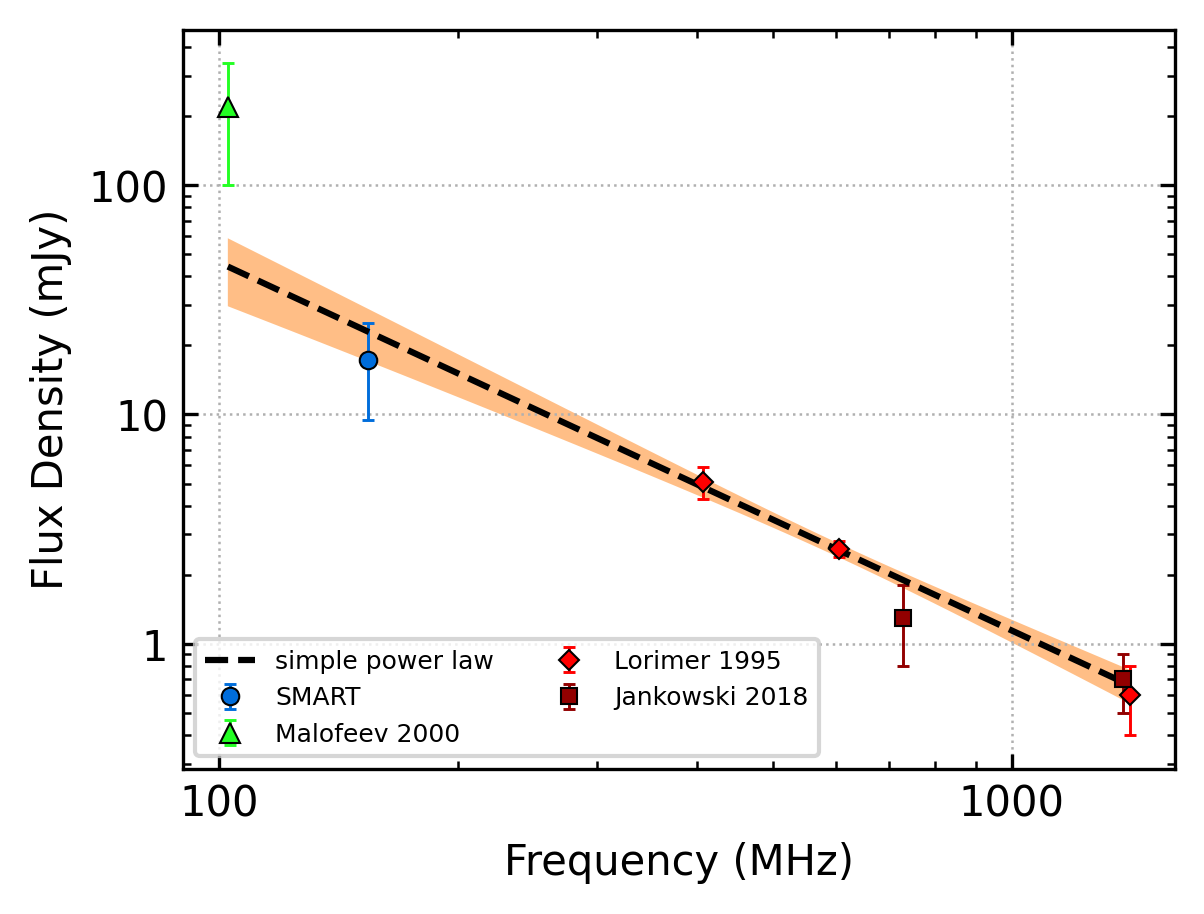 Flux Density (mJy)
100
10
1
simple power law
SMART
Malofeev 2000
Lorimer 1995
Jankowski 2018
100
1000
Frequency (MHz)